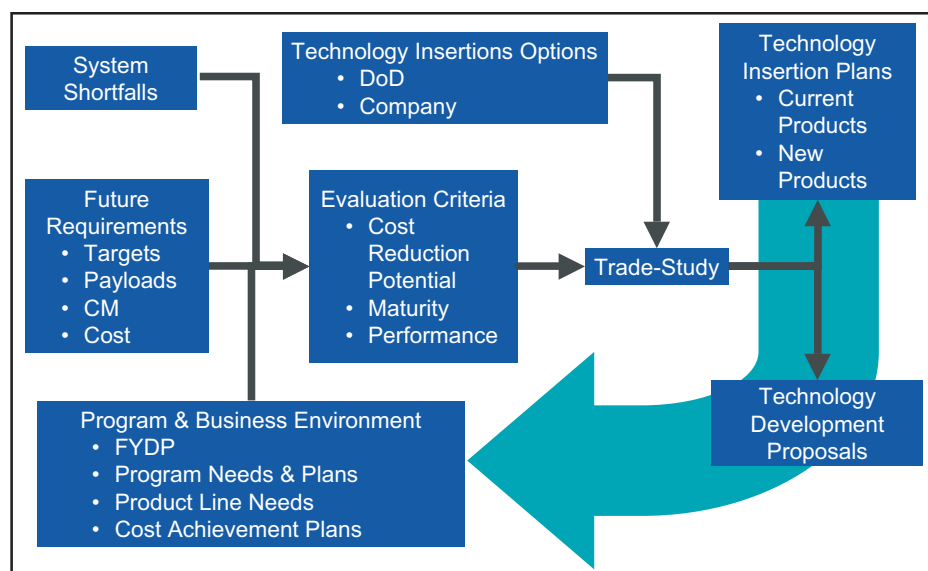 System
Shortfalls
Technology Insertions Options
• DoD
• Company
Technology
Insertion Plans
• Current
Products
• New
Products
Future
Requirements
• Targets
• Payloads
• CM
• Cost
Evaluation Criteria
• Cost
Reduction
Potential
• Maturity
• Performance
Trade-Study
Program & Business Environment
• FYDP
• Program Needs & Plans
• Product Line Needs
• Cost Achievement Plans
Technology
Development
Proposals